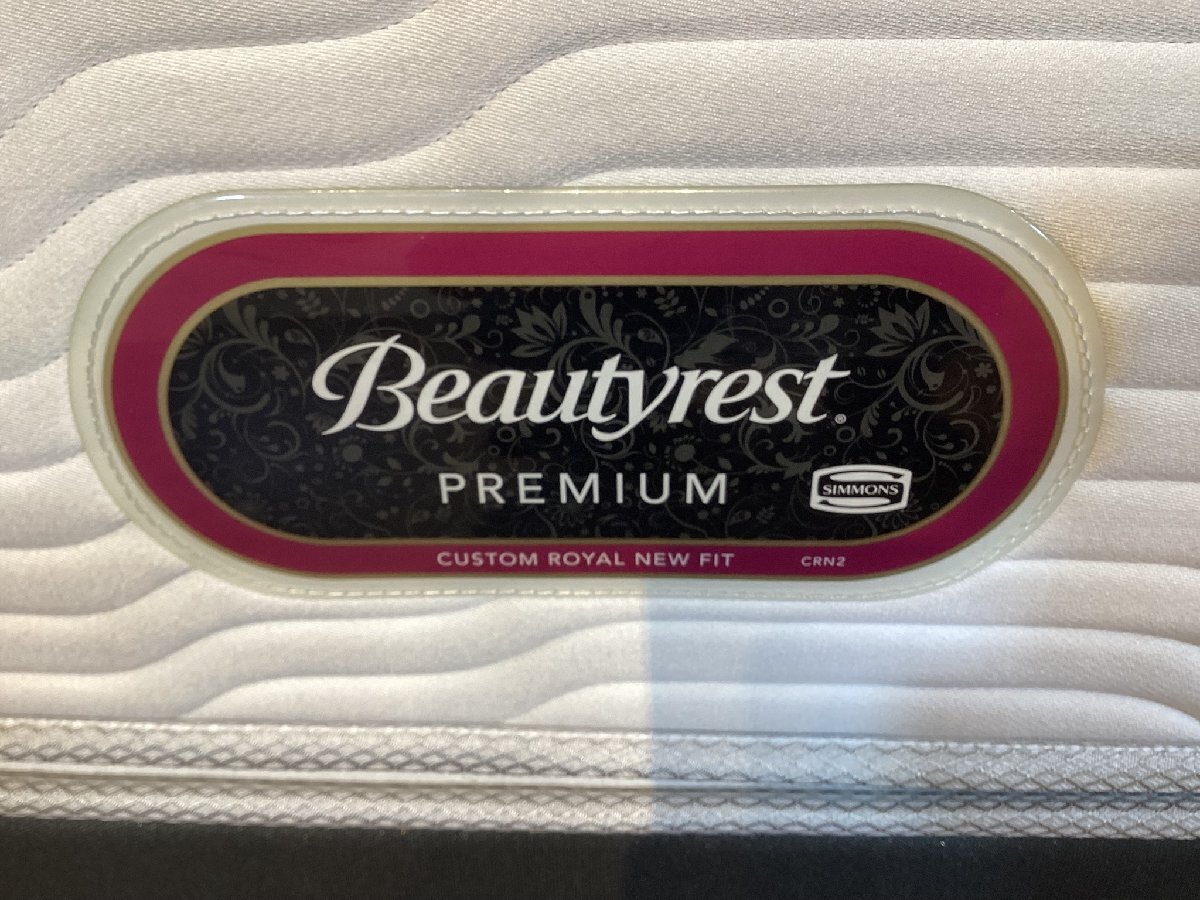 Beautyrest®
PREMIUM
SIMMONS
CUSTOM ROYAL NEW FIT CRN2